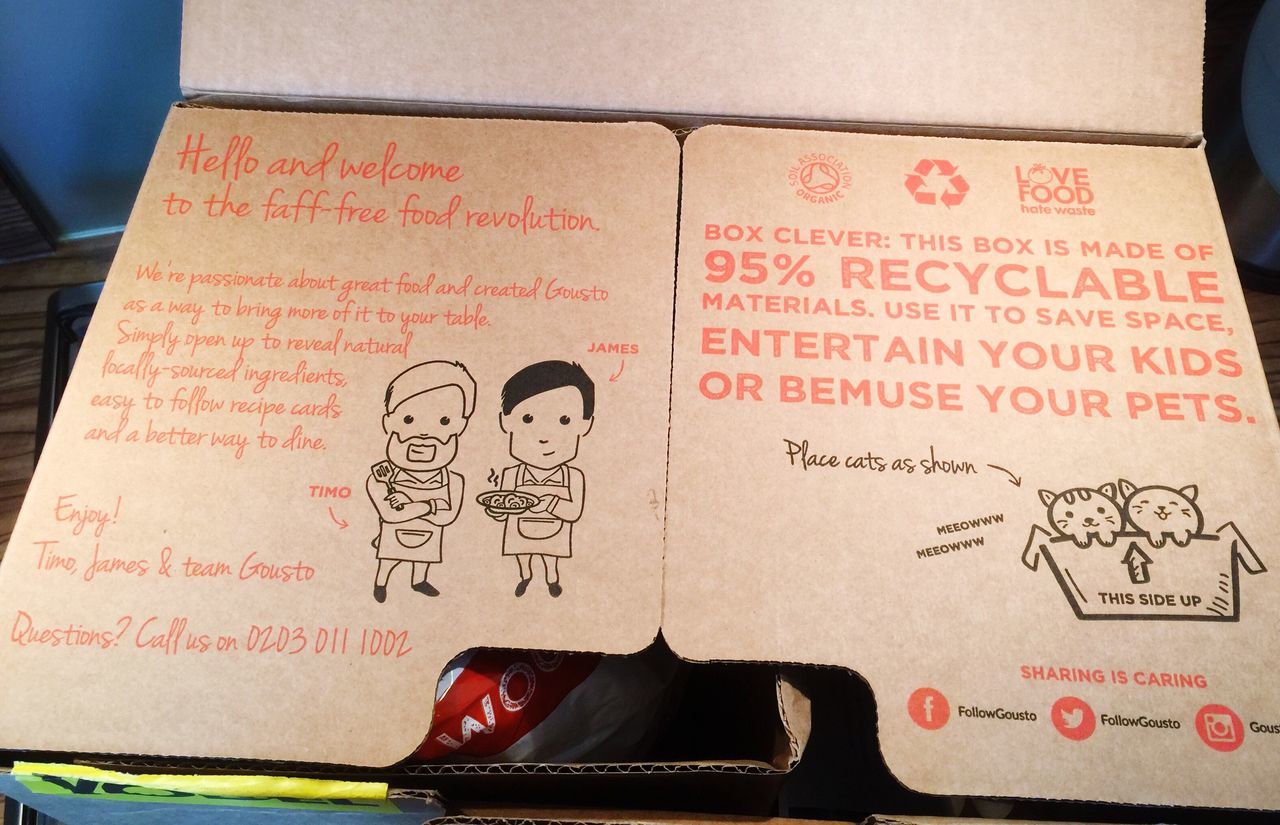 Hello and welcome
to the faff-free food revolution.
We're passionate about great food and created Gousto
as a way to bring more of it to your table.
Simply open up to reveal natural
locally-sourced ingredients,
easy to follow recipe cards
and a better way to dine.
JAMES
TIMO
Enjoy!
Timo, James & team Gousto
Questions? Call us on 0203 011 1002
SOIL ASSOCIATION
ORGANIC
LOVE
FOOD
hate waste
BOX CLEVER: THIS BOX IS MADE OF
95% RECYCLABLE
MATERIALS. USE IT TO SAVE SPACE,
ENTERTAIN YOUR KIDS
OR BEMUSE YOUR PETS.
Place cats as shown
MEEOWWW
MEEOWWW
THIS SIDE UP
SHARING IS CARING
FollowGousto
FollowGousto